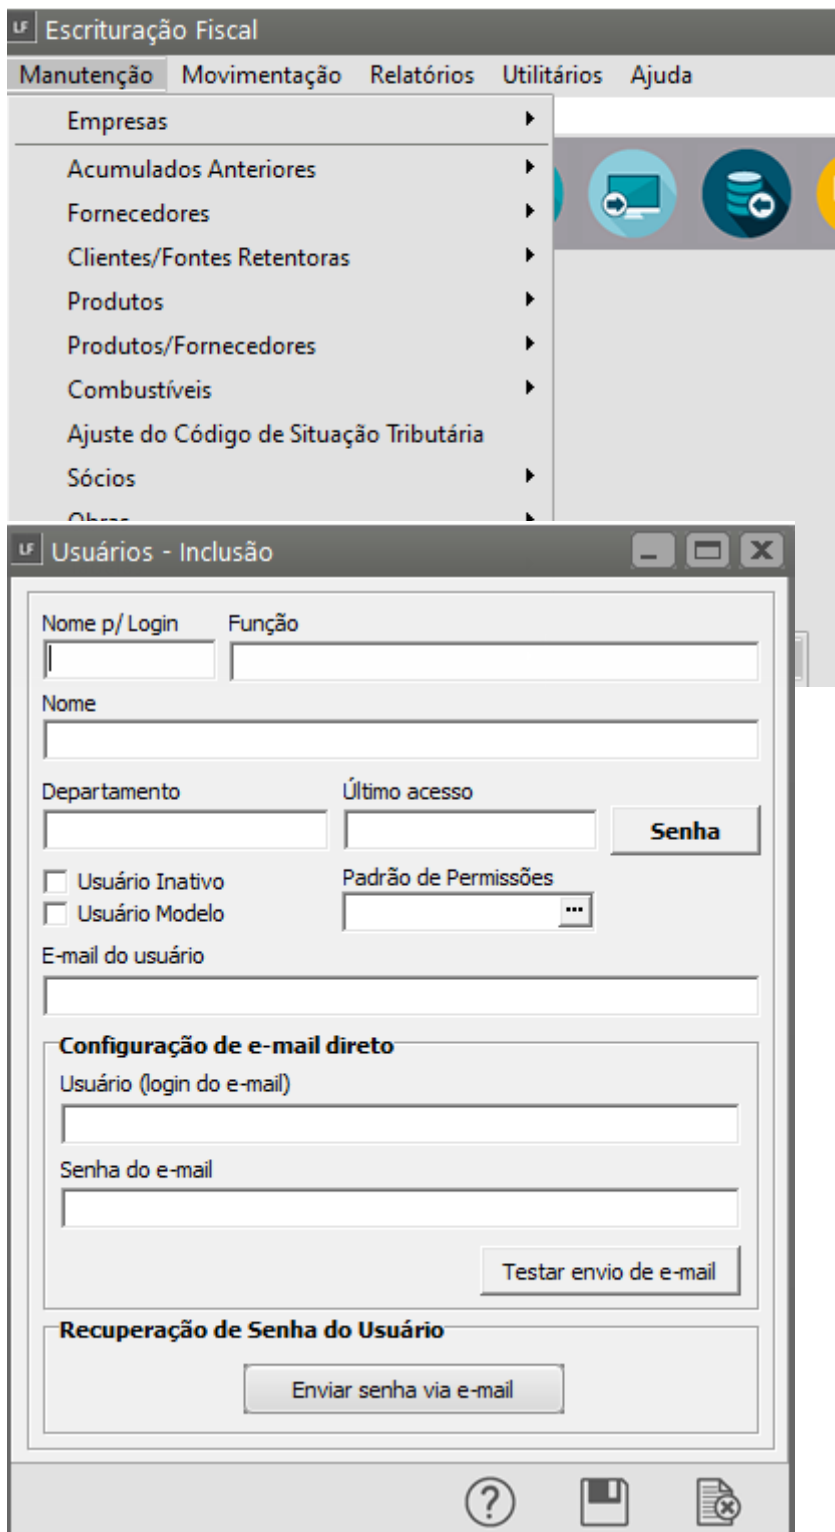 LF Escrituração Fiscal
Manutenção Movimentação Relatórios Utilitários Ajuda
Empresas
Acumulados Anteriores
Fornecedores
Clientes/Fontes Retentoras
Produtos
Produtos/Fornecedores
Combustíveis
Ajuste do Código de Situação Tributária
Sócios
Obras
LF Usuários - Inclusão
Nome p/ Login Função
Nome
Departamento Último acesso
Senha
Usuário Inativo Padrão de Permissões
Usuário Modelo ...
E-mail do usuário
Configuração de e-mail direto
Usuário (login do e-mail)
Senha do e-mail
Testar envio de e-mail
Recuperação de Senha do Usuário
Enviar senha via e-mail
?